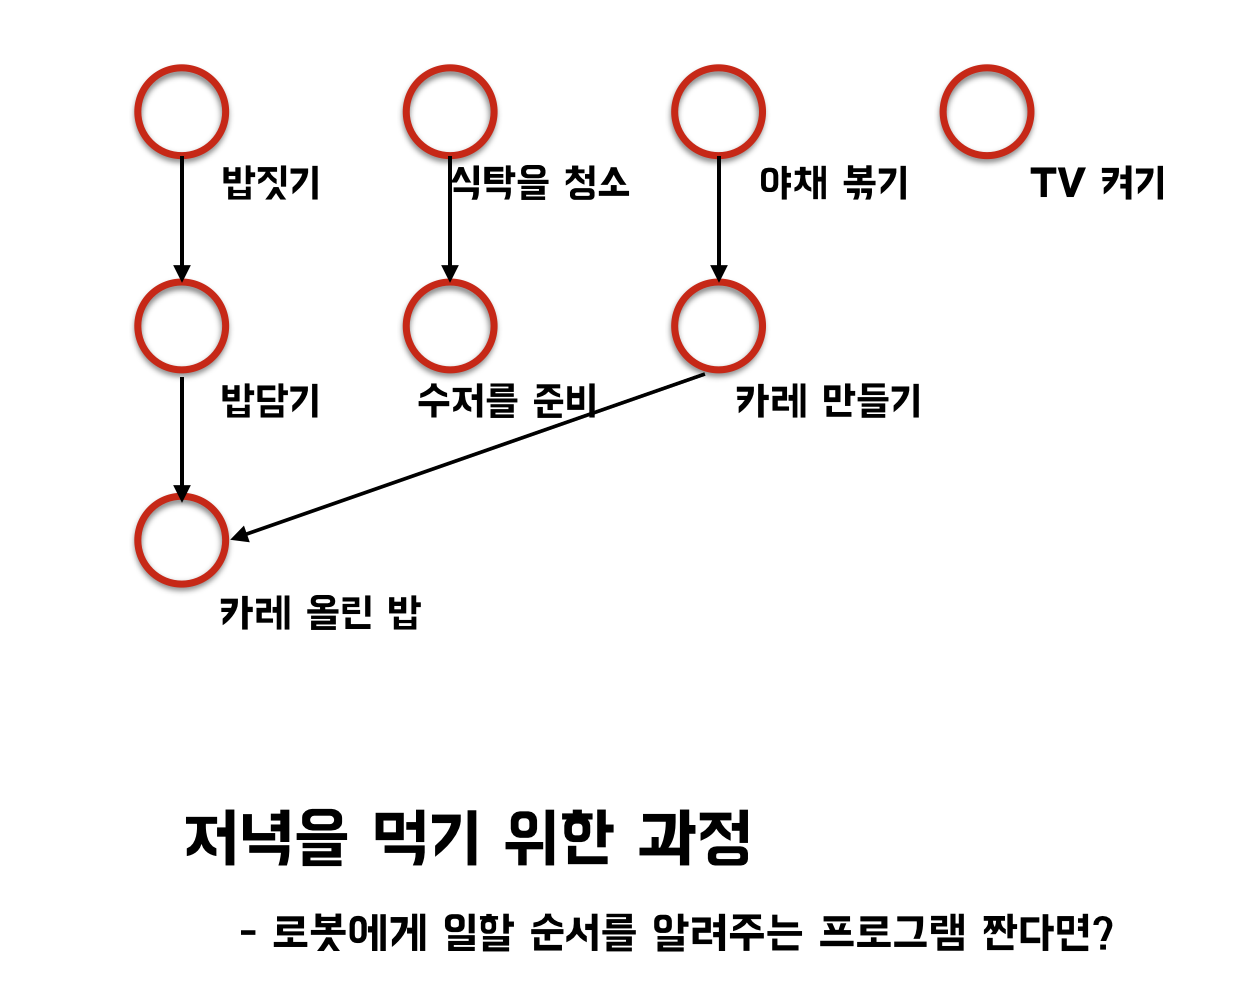 밥짓기
식탁을 청소
야채 볶기
TV 켜기
밥담기
수저를 준비
카레 만들기
카레 올린 밥
저녁을 먹기 위한 과정
- 로봇에게 일할 순서를 알려주는 프로그램 짠다면?